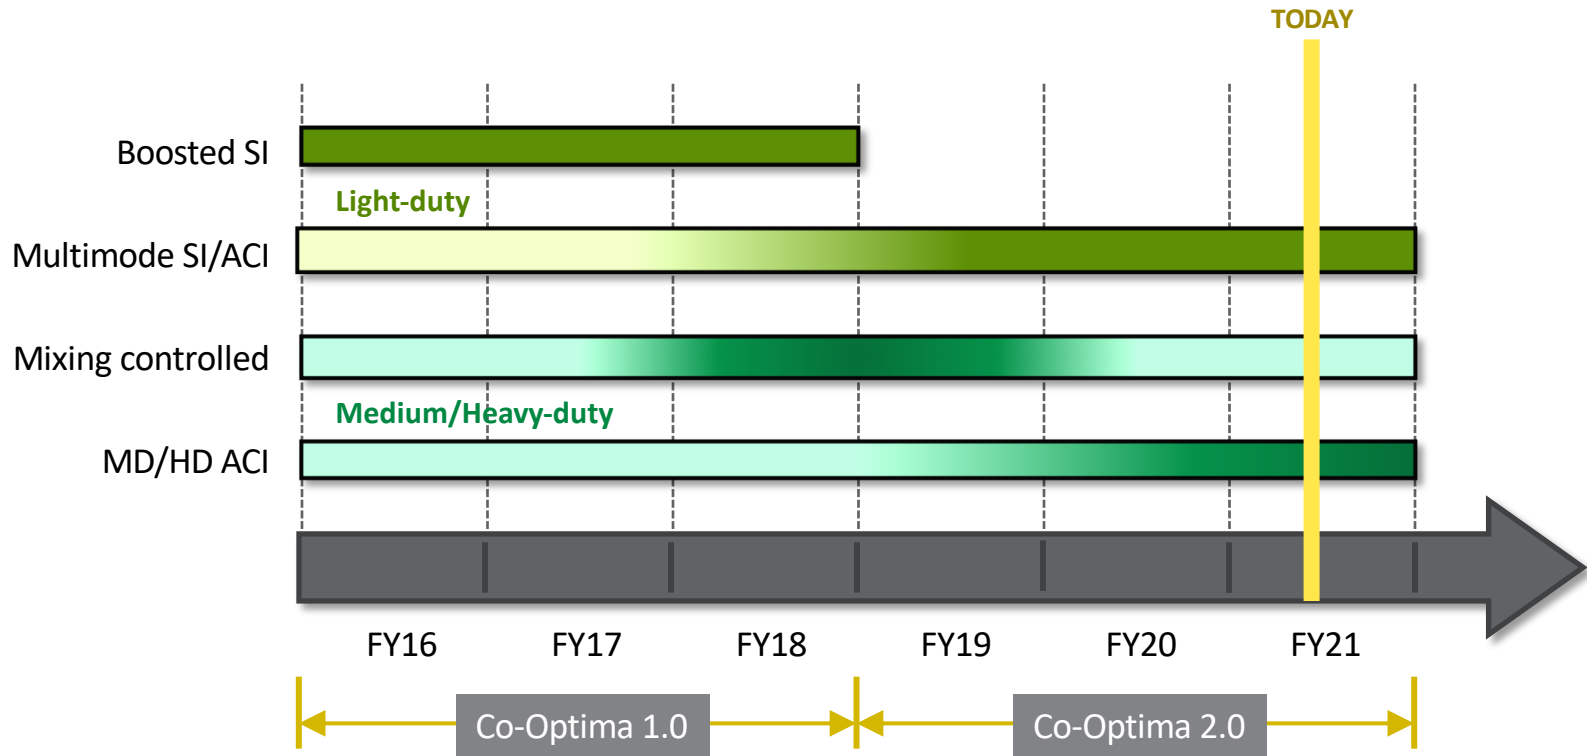 TODAY
Boosted SI
Light-duty
Multimode SI/ACI
Mixing controlled
Medium/Heavy-duty
MD/HD ACI
FY16 FY17 FY18 FY19 FY20 FY21
Co-Optima 1.0 Co-Optima 2.0